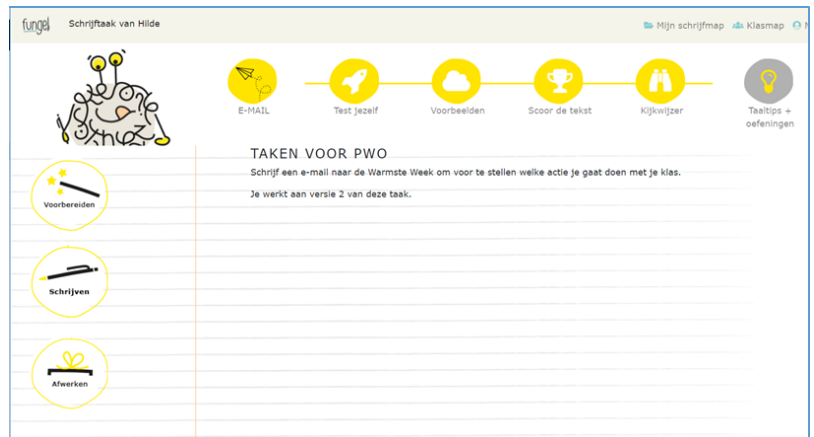 fungel Schrijftaak van Hilde Mijn schrijfmap Klasmap
E-MAIL Test jezelf Voorbeelden Scoor de tekst Kijkwijzer Taaltips +
oefeningen
TAKEN VOOR PWO
Schrijf een e-mail naar de Warmste Week om voor te stellen welke actie je gaat doen met je klas.
Je werkt aan versie 2 van deze taak.
Voorbereiden
Schrijven
Afwerken